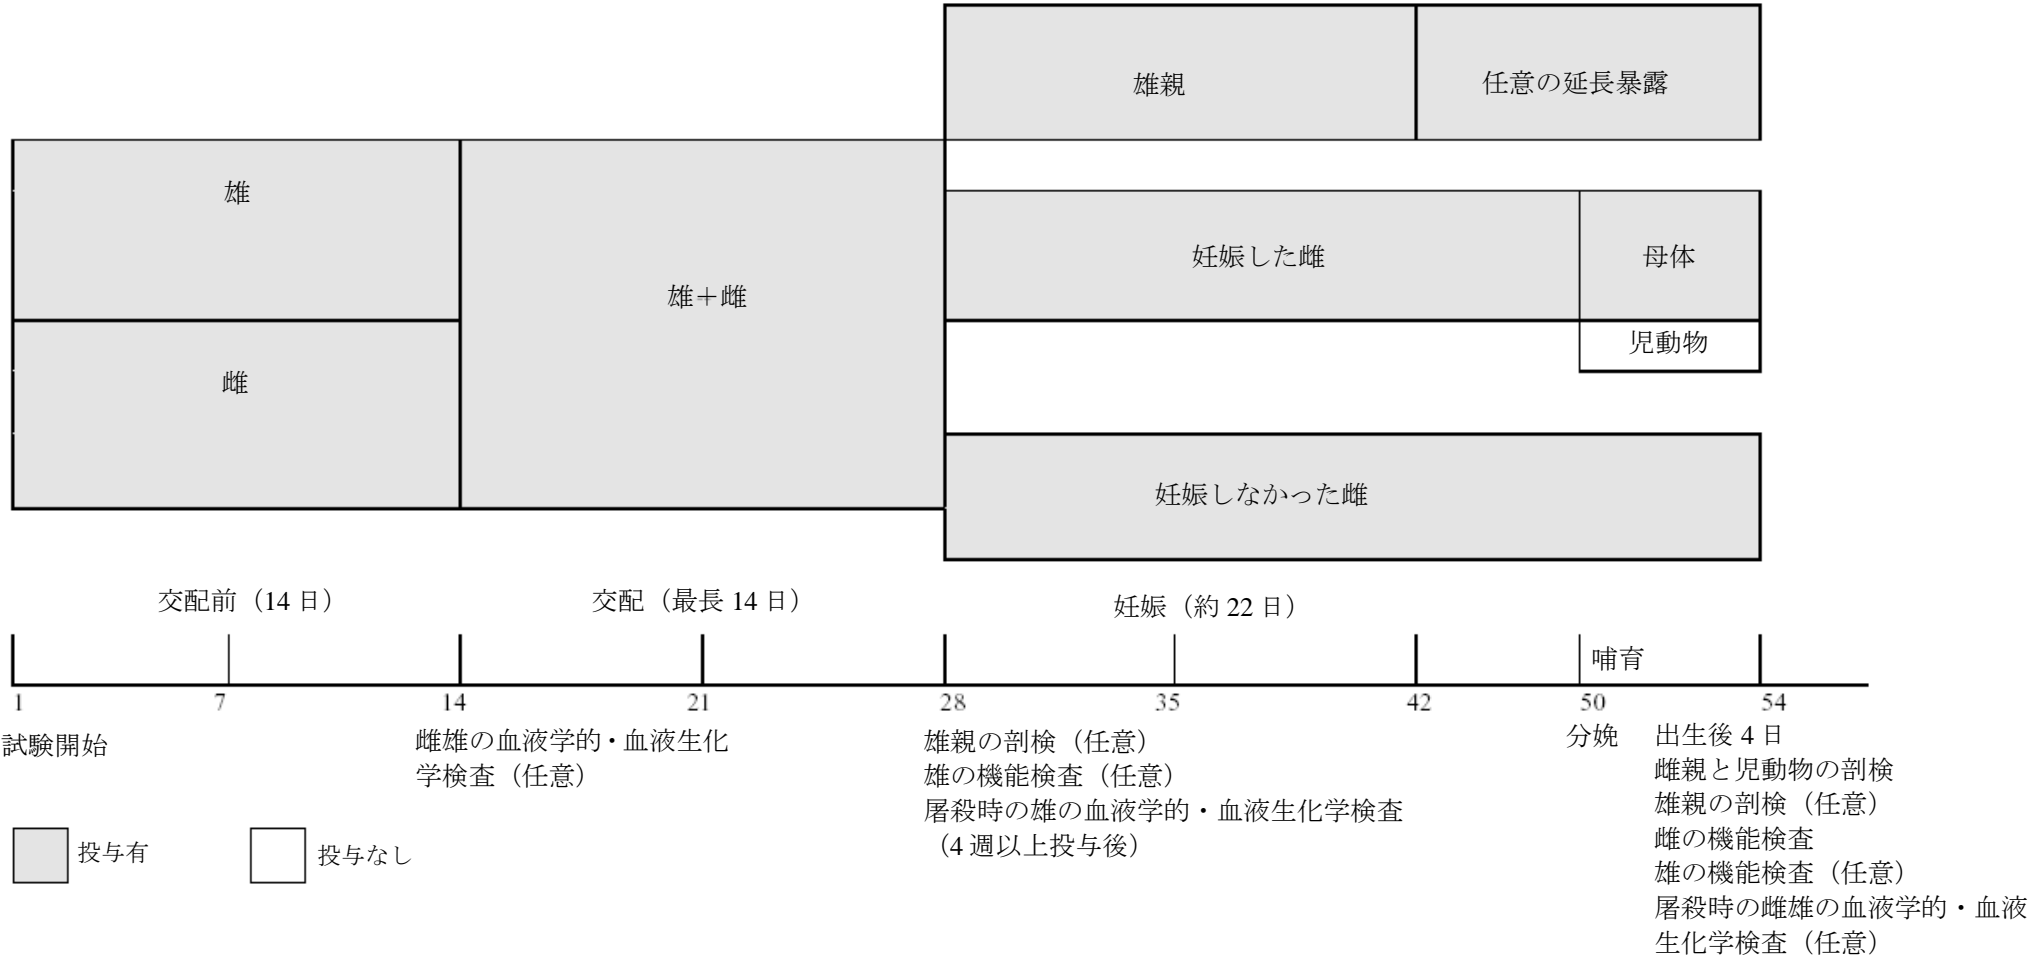 雄親
任意の延長暴露
雄
雄＋雌
妊娠した雌
母体
児動物
雌
妊娠しなかった雌
交配前（14 日）
交配（最長 14 日）
妊娠（約 22 日）
哺育
1
7
14
21
28
35
42
50
54
試験開始
雌雄の血液学的・血液生化
学検査（任意）
雄親の剖検（任意）
雄の機能検査（任意）
屠殺時の雄の血液学的・血液生化学検査
（4 週以上投与後）
分娩
出生後 4 日
雌親と児動物の剖検
雄親の剖検（任意）
雌の機能検査
雄の機能検査（任意）
屠殺時の雌雄の血液学的・血液
生化学検査（任意）
投与有
投与なし